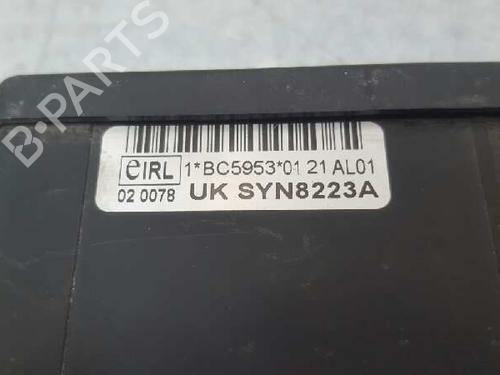 B-PARTS
eIRL 1*BC5953*01 21 AL01
02 0078 UK SYN8223A